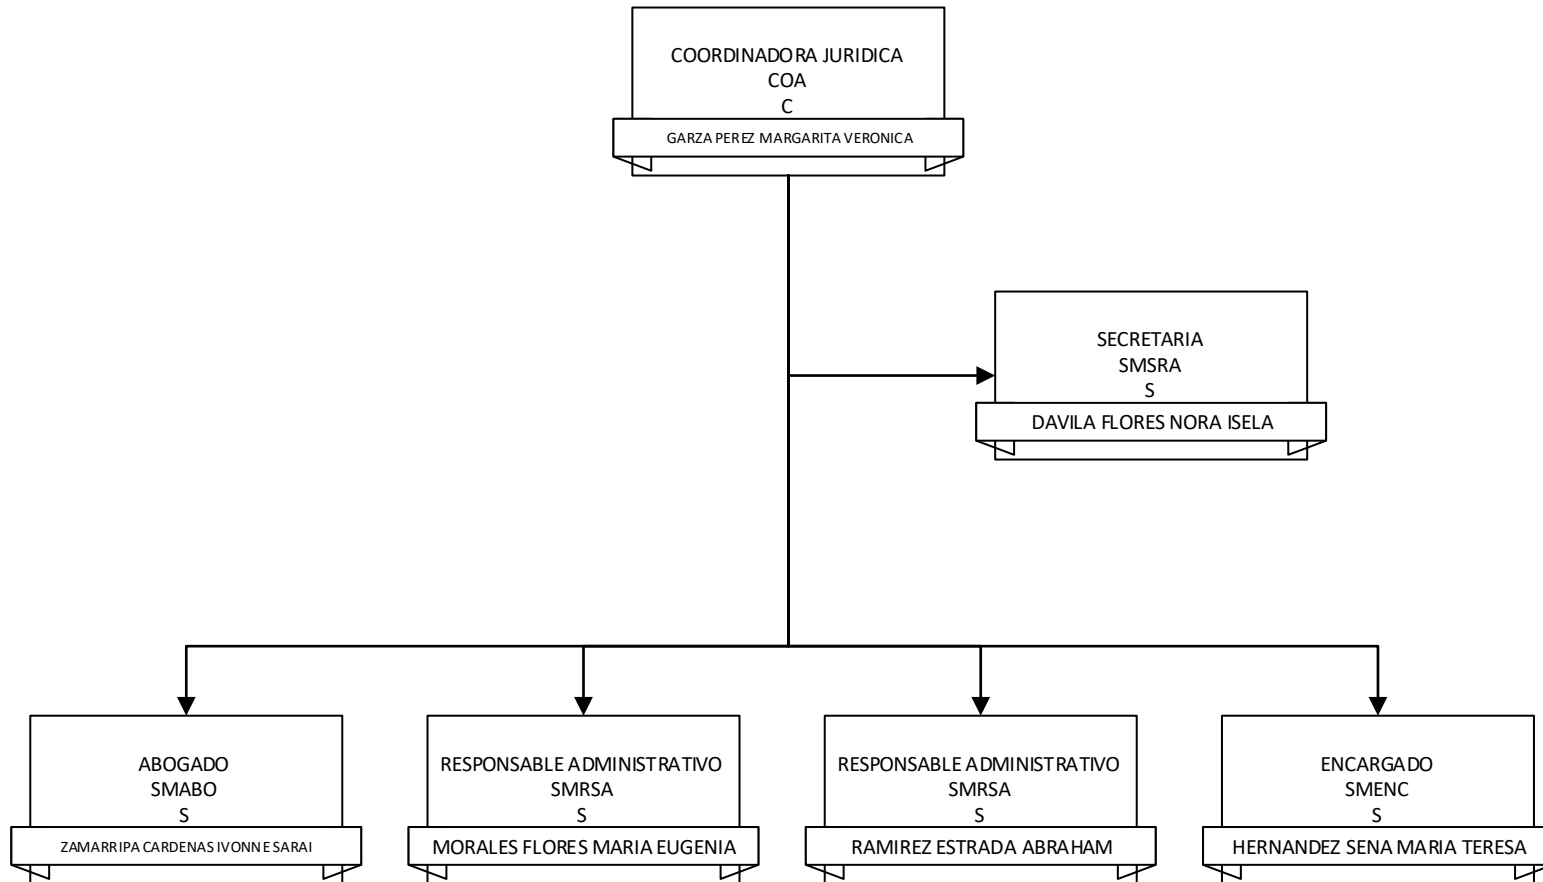 COORDINADORA JURIDICA
COA
C
GARZA PEREZ MARGARITA VERONICA
SECRETARIA
SMSRA
S
DAVILA FLORES NORA ISELA
ABOGADO
SMABO
S
ZAMARRIPA CARDENAS IVONNE SARAI
RESPONSABLE ADMINISTRATIVO
SMRSA
S
MORALES FLORES MARIA EUGENIA
RESPONSABLE ADMINISTRATIVO
SMRSA
S
RAMIREZ ESTRADA ABRAHAM
ENCARGADO
SMENC
S
HERNANDEZ SENA MARIA TERESA